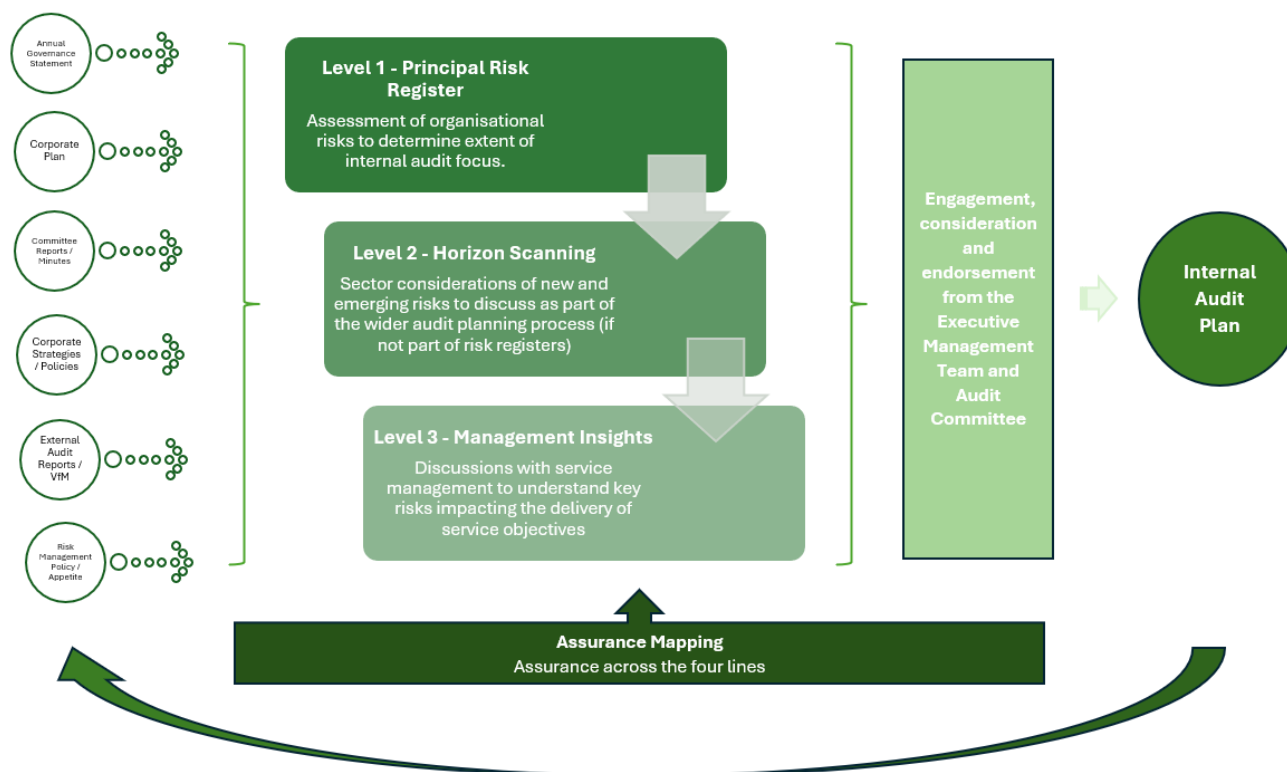 Annual
Governance
Statement
Corporate
Plan
Committee
Reports /
Minutes
Corporate
Strategies
/ Policies
External
Audit
Reports /
VfM
Risk
Management
Policy /
Appetite
Level 1 - Principal Risk
Register
Assessment of organisational
risks to determine extent of
internal audit focus.
Level 2 - Horizon Scanning
Sector considerations of new and
emerging risks to discuss as part of
the wider audit planning process (if
not part of risk registers)
Level 3 - Management Insights
Discussions with service
management to understand key
risks impacting the delivery of
service objectives
Engagement,
consideration
and
endorsement
from the
Executive
Management
Team and
Audit
Committee
Internal
Audit
Plan
Assurance Mapping
Assurance across the four lines